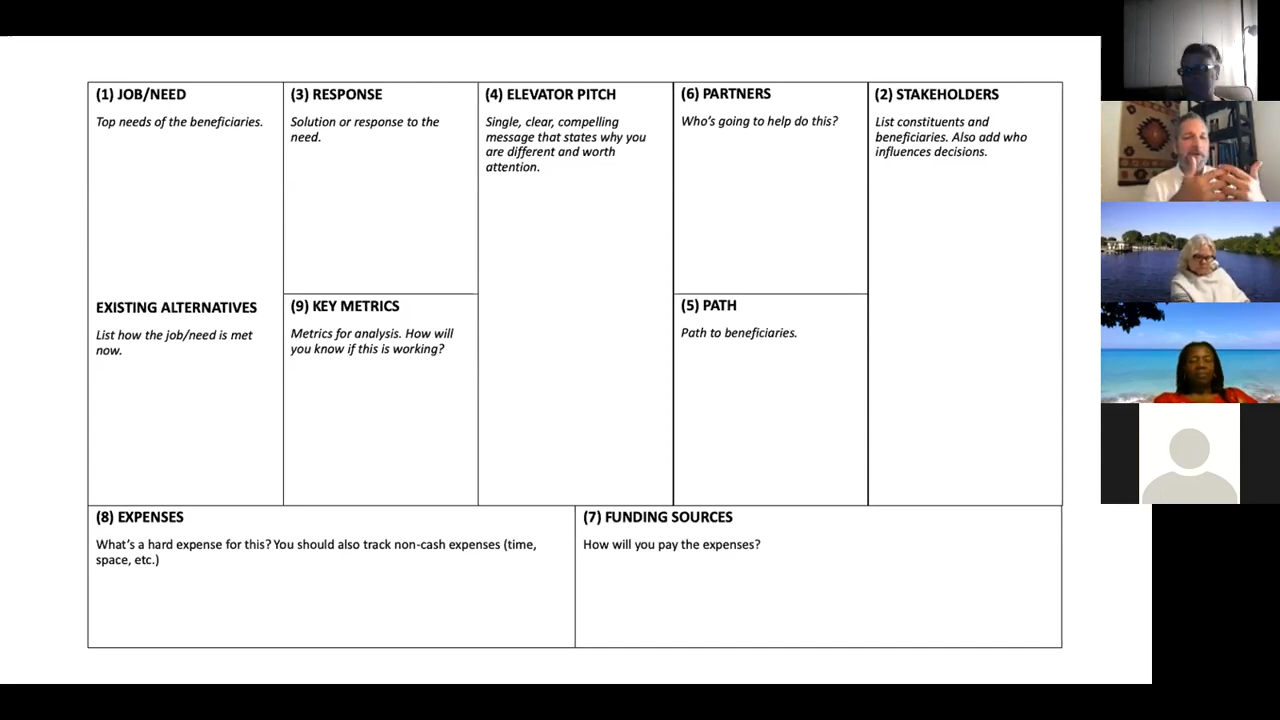 (1) JOB/NEED
Top needs of the beneficiaries.
EXISTING ALTERNATIVES
List how the job/need is met
now.
(3) RESPONSE
Solution or response to the
need.
(9) KEY METRICS
Metrics for analysis. How will
you know if this is working?
(4) ELEVATOR PITCH
Single, clear, compelling
message that states why you
are different and worth
attention.
(6) PARTNERS
Who's going to help do this?
(5) PATH
Path to beneficiaries.
(2) STAKEHOLDERS
List constituents and
beneficiaries. Also add who
influences decisions.
(8) EXPENSES
What's a hard expense for this? You should also track non-cash expenses (time,
space, etc.)
(7) FUNDING SOURCES
How will you pay the expenses?